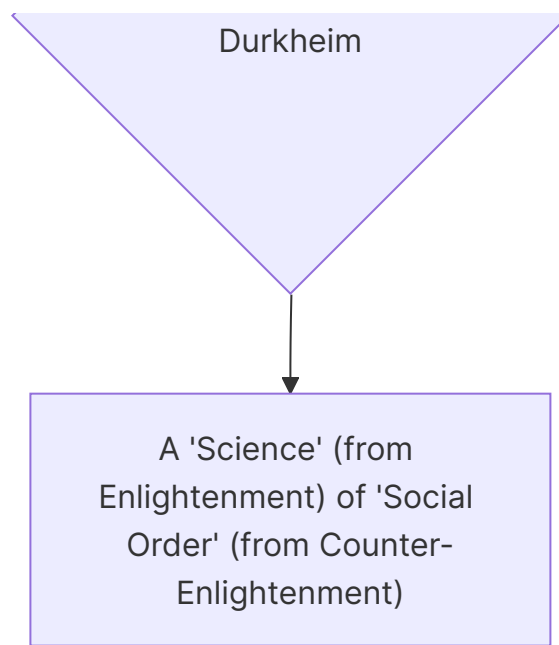 Durkheim
A 'Science' (from
Enlightenment) of 'Social
Order' (from Counter-
Enlightenment)